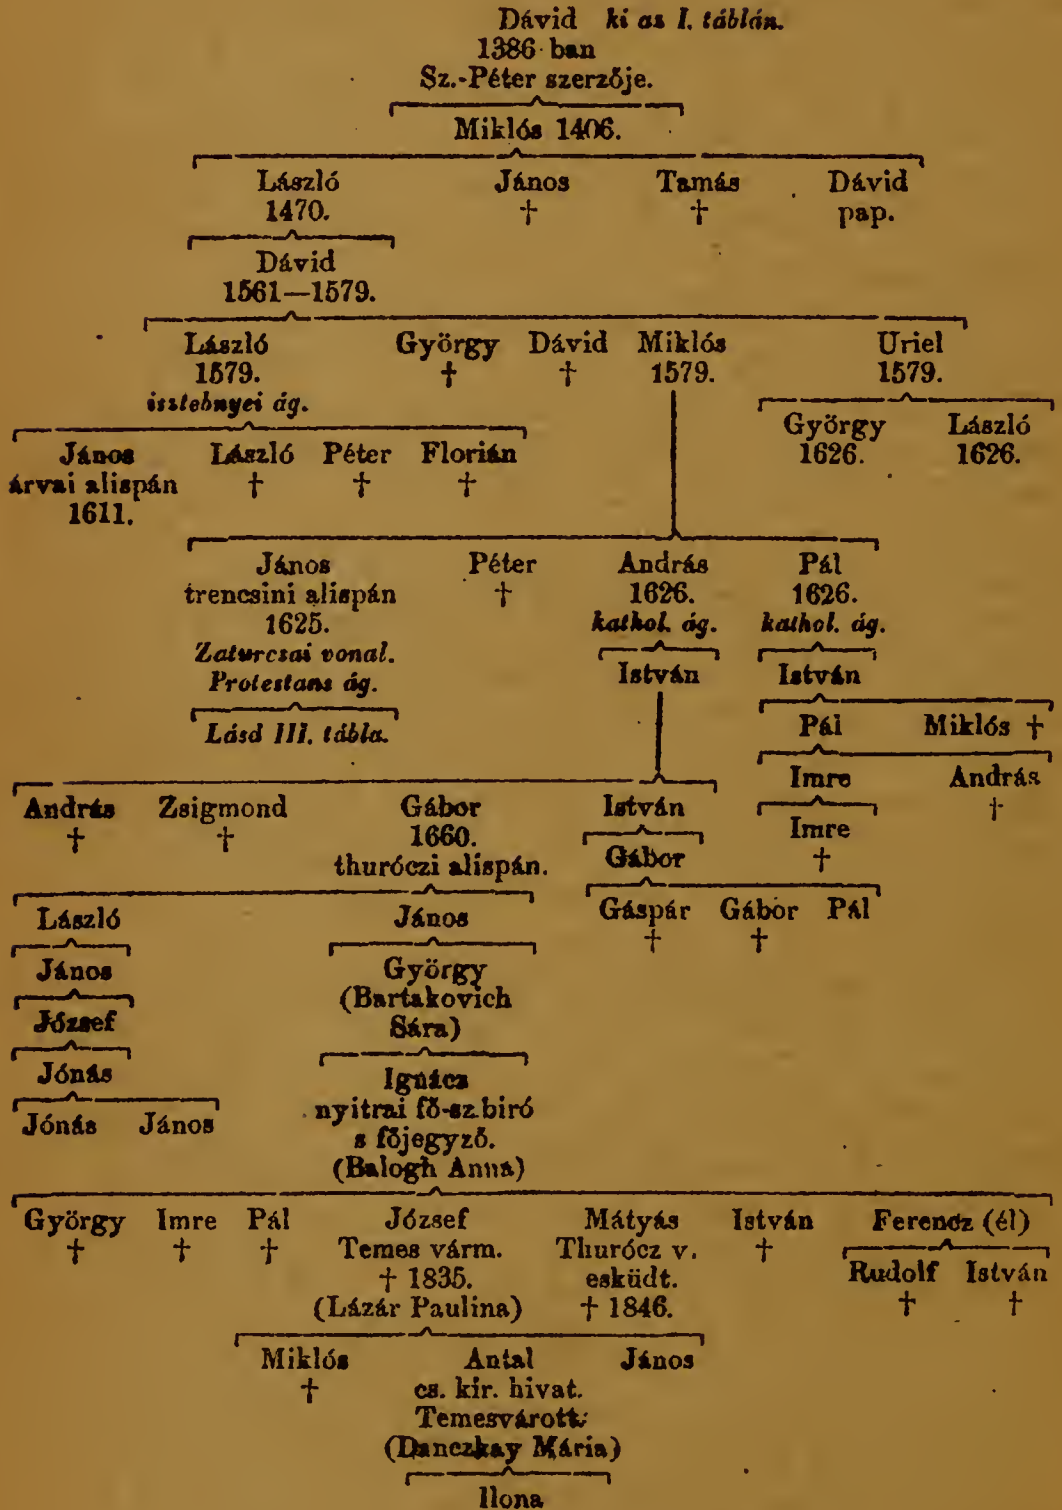 Dávid ki as I. táblán.
1386 ban
Sz.-Péter szerzője.
Miklós 1406.
László János Tamás Dávid
1470. † † pap.
Dávid
1561—1579.
László György Dávid Miklós Uriel
1579. † † 1579. 1579.
isztebnyei ág.
György László
1626. 1626.
János László Péter Florián
árvai alispán † † †
1611.
János Péter András Pál
trencsini alispán † 1626. 1626.
1625. kathol. ág. kathol. ág.
Zaturcsai vonal. István István
Protestans ág.
Lásd III. tábla.
Pál Miklós †
Imre András
†
Imre
†
András Zsigmond Gábor István
† † 1660. Gábor
thuróczi alispán.
Gáspár Gábor Pál
† †
László János
János György
(Bartakovich
József Sára)
Jónás Ignácz
Jónás János nyitrai fő-sz.biró
s főjegyző.
(Balogh Anna)
György Imre Pál József Mátyás István Ferencz (él)
† † † Temes várm. Thurócz v. † Rudolf István
† 1835. esküdt. † †
(Lázár Paulina) † 1846.
Miklós Antal János
† cs. kir. hivat.
Temesvárott.
(Danczkay Mária)
Ilona